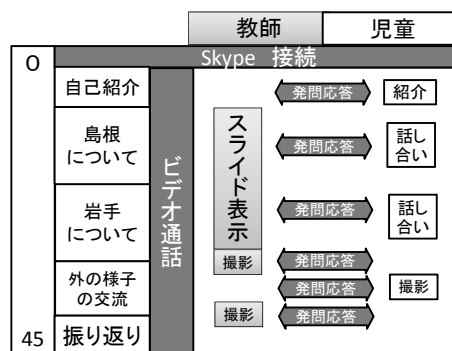 教師 児童
0 Skype 接続
自己紹介 発問応答 紹介
島根
について
発問応答
話し
合い
ビデオ通話
スライド表示
岩手
について
発問応答
話し
合い
撮影 発問応答
外の様子
の交流
発問応答 撮影
撮影 発問応答
45 振り返り